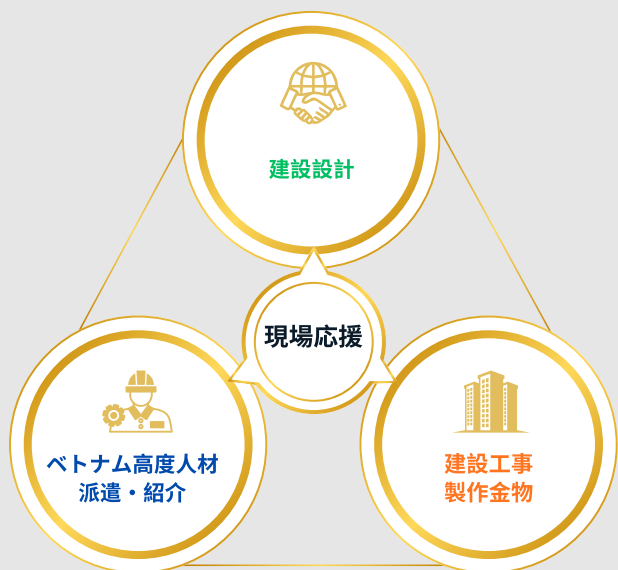 建設設計
現場応援
ベトナム高度人材
派遣・紹介
建設工事
製作金物